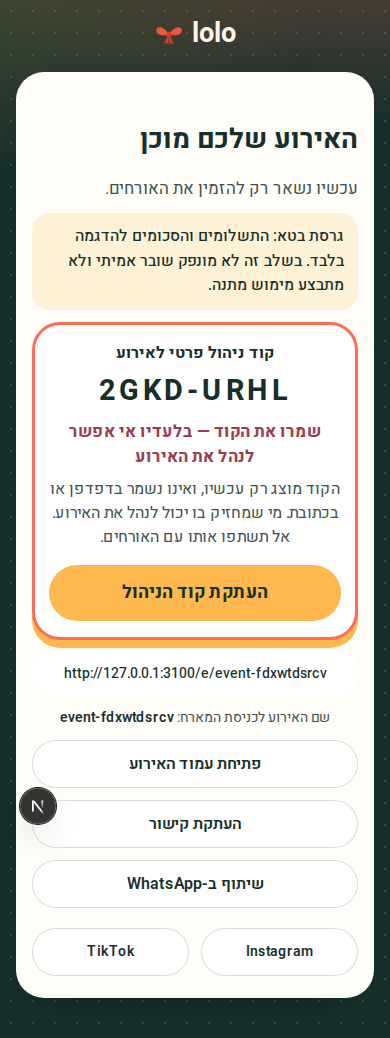 lolo
האירוע שלכם מוכן
עכשיו נשאר רק להזמין את האורחים.
גרסת בטא: התשלומים והסכומים להדגמה
בלבד. בשלב זה לא מונפק שובר אמיתי ולא
מתבצע מימוש מתנה.
קוד ניהול פרטי לאירוע
2GKD-URHL
שמרו את הקוד — בלעדיו אי אפשר
לנהל את האירוע
הקוד מוצג רק עכשיו, ואינו נשמר בדפדפן או
בכתובת. מי שמחזיק בו יכול לנהל את האירוע.
אל תשתפו אותו עם האורחים.
העתקת קוד הניהול
http://127.0.0.1:3100/e/event-fdxwtdsrcv
שם האירוע לכניסת המארח: event-fdxwtdsrcv
פתיחת עמוד האירוע
N
העתקת קישור
שיתוף ב-WhatsApp
Instagram
TikTok